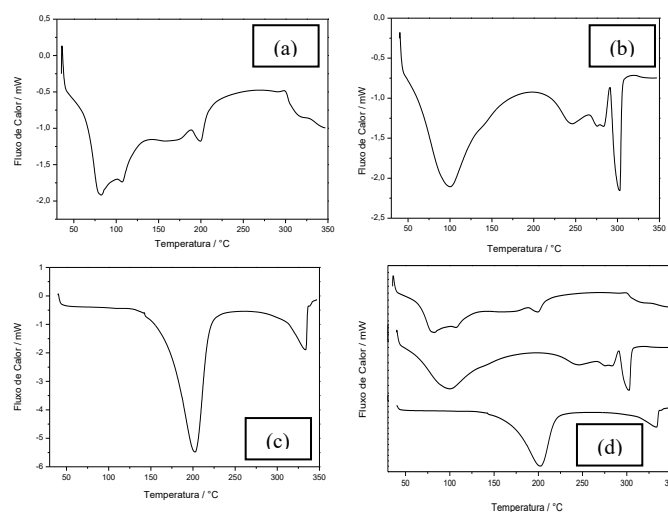 0,5
0,0
-0,5
-1,0
-1,5
-2,0
Fluxo de Calor / mW
(a)
50 100 150 200 250 300 350
Temperatura / °C
0,0
-0,5
-1,0
-1,5
-2,0
-2,5
Fluxo de Calor / mW
(b)
50 100 150 200 250 300 350
Temperatura / °C
1
0
-1
-2
-3
-4
-5
-6
Fluxo de Calor / mW
(c)
50 100 150 200 250 300 350
Temperatura / °C
Fluxo de Calor / mW
(d)
50 100 150 200 250 300
Temperatura / °C